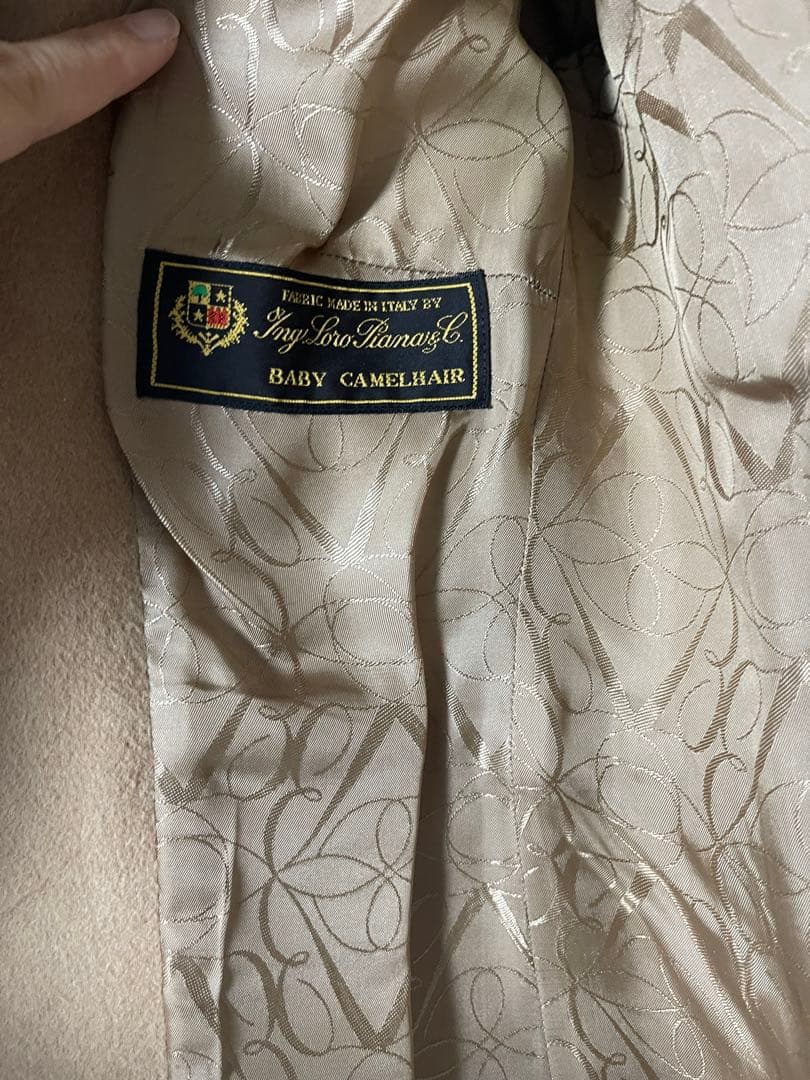 FABRIC MADE IN ITALY BY
Ing Loro Piana & C.
BABY CAMELHAIR